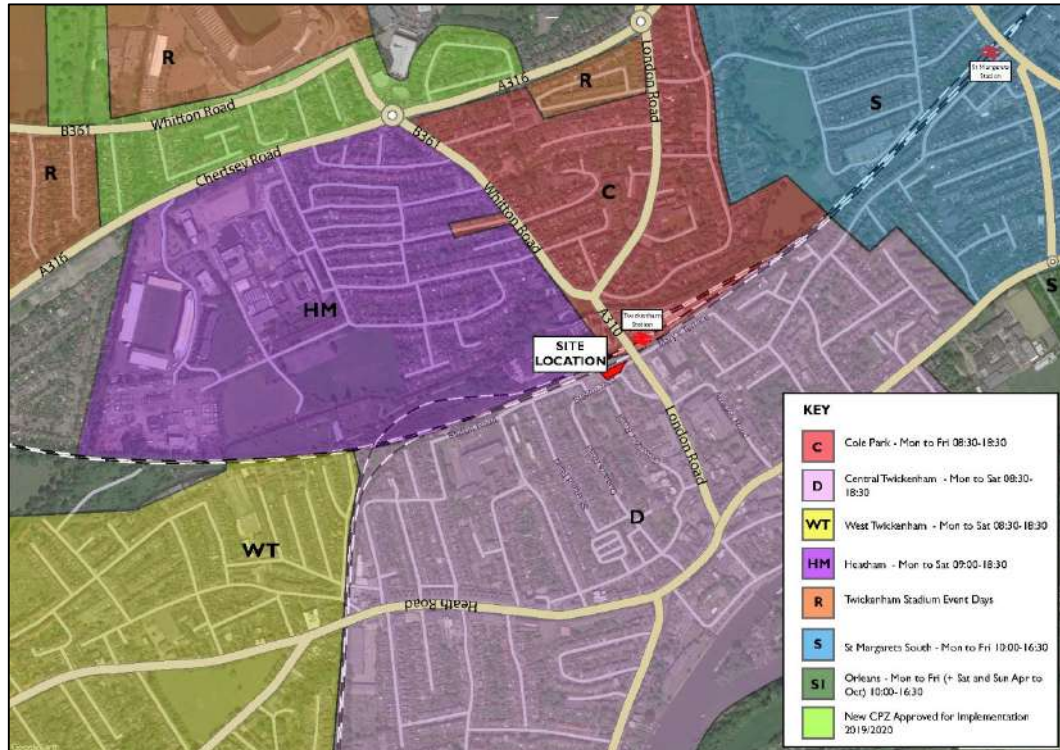 R
London Road
St Margarets
Station
A316
R
S
Whitton Road
B361
B361
R
Chertsey Road
Whitton Road
C
A316
HM
Twickenham
Station
A310
SITE
LOCATION
S
London Road
D
WT
Heath Road
KEY
C
Cole Park - Mon to Fri 08:30-18:30
D
Central Twickenham - Mon to Sat 08:30-
18:30
WT
West Twickenham - Mon to Sat 08:30-18:30
HM
Heatham - Mon to Sat 09:00-18:30
R
Twickenham Stadium Event Days
S
St Margarets South - Mon to Fri 10:00-16:30
S1
Orleans - Mon to Fri (+ Sat and Sun Apr to
Oct) 10:00-16:30
New CPZ Approved for Implementation
2019/2020